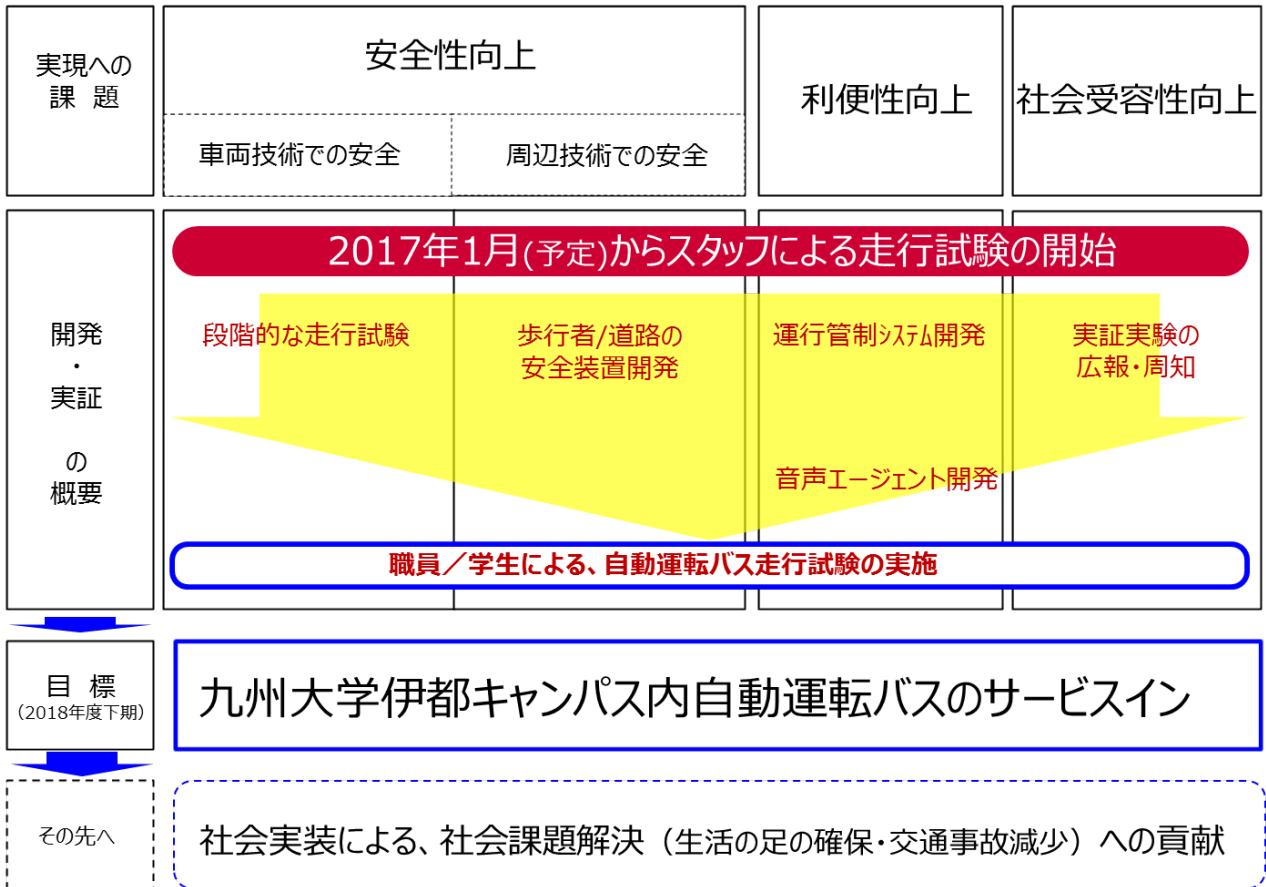 実現への
課 題
安全性向上
車両技術での安全
周辺技術での安全
利便性向上
社会受容性向上
開発
・
実証
の
概要
2017年1月(予定)からスタッフによる走行試験の開始
段階的な走行試験
歩行者/道路の
安全装置開発
運行管制ｼｽﾃﾑ開発
音声エージェント開発
実証実験の
広報・周知
職員／学生による、自動運転バス走行試験の実施
目 標
（2018年度下期）
九州大学伊都キャンパス内自動運転バスのサービスイン
その先へ
社会実装による、社会課題解決（生活の足の確保・交通事故減少）への貢献